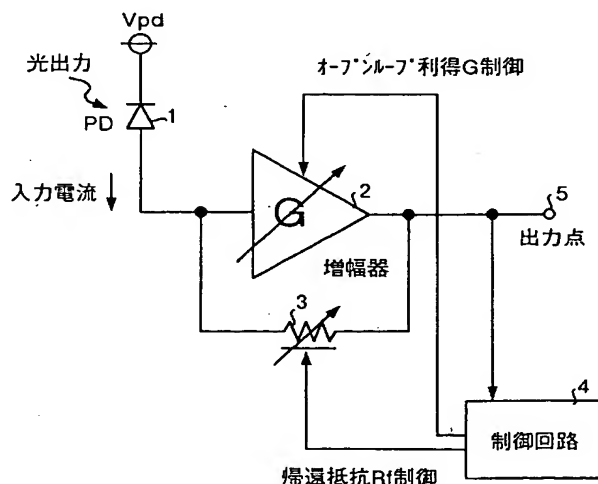 Vpd
光出力
PD
1
入力電流
オープンループ利得G制御
G
2
増幅器
5
出力点
3
4
制御回路
帰還抵抗Rf制御